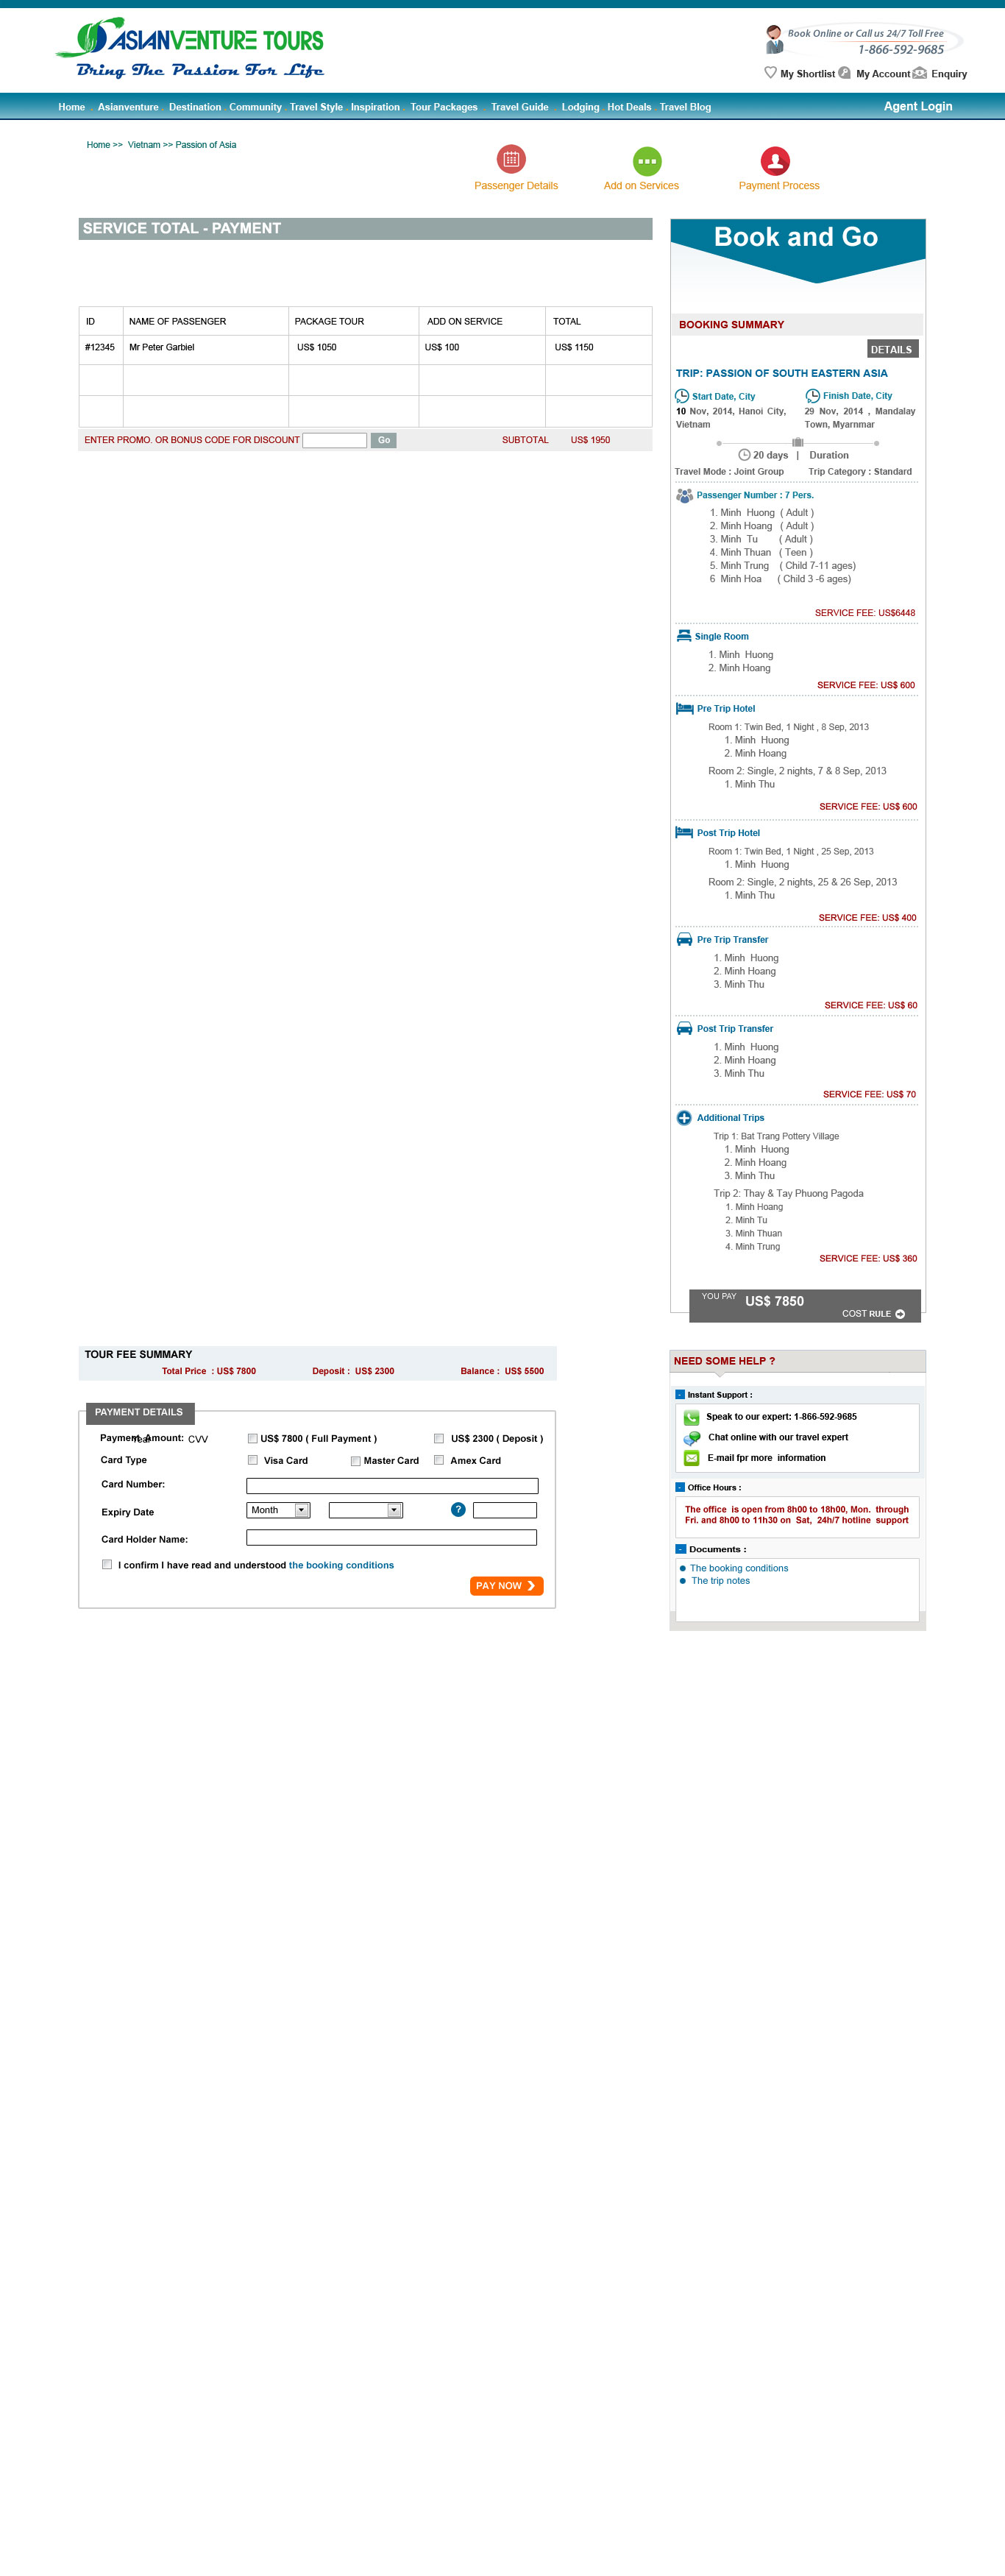 ASIANVENTURE TOURS
Bring The Passion For Life
Book Online or Call us 24/7 Toll Free
1-866-592-9685
My Shortlist My Account Enquiry
Home Asianventure Destination Community Travel Style Inspiration Tour Packages Travel Guide Lodging Hot Deals Travel Blog Agent Login
Home >> Vietnam >> Passion of Asia
Passenger Details Add on Services Payment Process
SERVICE TOTAL - PAYMENT
ID NAME OF PASSENGER PACKAGE TOUR ADD ON SERVICE TOTAL
#12345 Mr Peter Garbiel US$ 1050 US$ 100 US$ 1150
ENTER PROMO. OR BONUS CODE FOR DISCOUNT Go SUBTOTAL US$ 1950
Book and Go
BOOKING SUMMARY
DETAILS
TRIP: PASSION OF SOUTH EASTERN ASIA
Start Date, City Finish Date, City
10 Nov, 2014, Hanoi City, 29 Nov, 2014 , Mandalay
Vietnam Town, Myarnmar
20 days | Duration
Travel Mode : Joint Group Trip Category : Standard
Passenger Number : 7 Pers.
1. Minh Huong ( Adult )
2. Minh Hoang ( Adult )
3. Minh Tu ( Adult )
4. Minh Thuan ( Teen )
5. Minh Trung ( Child 7-11 ages)
6 Minh Hoa ( Child 3 -6 ages)
SERVICE FEE: US$6448
Single Room
1. Minh Huong
2. Minh Hoang
SERVICE FEE: US$ 600
Pre Trip Hotel
Room 1: Twin Bed, 1 Night , 8 Sep, 2013
1. Minh Huong
2. Minh Hoang
Room 2: Single, 2 nights, 7 & 8 Sep, 2013
1. Minh Thu
SERVICE FEE: US$ 600
Post Trip Hotel
Room 1: Twin Bed, 1 Night , 25 Sep, 2013
1. Minh Huong
Room 2: Single, 2 nights, 25 & 26 Sep, 2013
1. Minh Thu
SERVICE FEE: US$ 400
Pre Trip Transfer
1. Minh Huong
2. Minh Hoang
3. Minh Thu
SERVICE FEE: US$ 60
Post Trip Transfer
1. Minh Huong
2. Minh Hoang
3. Minh Thu
SERVICE FEE: US$ 70
Additional Trips
Trip 1: Bat Trang Pottery Village
1. Minh Huong
2. Minh Hoang
3. Minh Thu
Trip 2: Thay & Tay Phuong Pagoda
1. Minh Hoang
2. Minh Tu
3. Minh Thuan
4. Minh Trung
SERVICE FEE: US$ 360
YOU PAY US$ 7850
COST RULE
TOUR FEE SUMMARY
Total Price : US$ 7800 Deposit : US$ 2300 Balance : US$ 5500
PAYMENT DETAILS
Payment Amount: Year CVV US$ 7800 ( Full Payment ) US$ 2300 ( Deposit )
Card Type Visa Card Master Card Amex Card
Card Number:
Expiry Date Month ?
Card Holder Name:
I confirm I have read and understood the booking conditions
PAY NOW
NEED SOME HELP ?
- Instant Support :
Speak to our expert: 1-866-592-9685
Chat online with our travel expert
E-mail fpr more information
- Office Hours :
The office is open from 8h00 to 18h00, Mon. through
Fri. and 8h00 to 11h30 on Sat, 24h/7 hotline support
- Documents :
The booking conditions
The trip notes